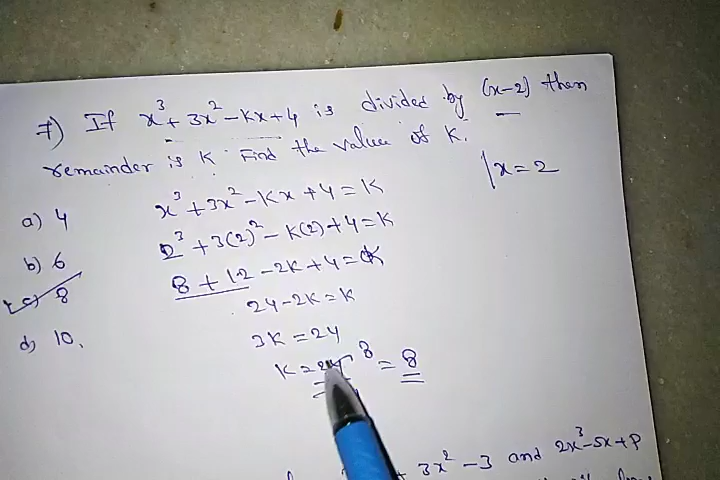 7) If x³ + 3x² - kx + 4 is divided by (x-2) then
remainder is K. Find the value of K.
x = 2
x³ + 3x² - Kx + 4 = K
a) 4
2³ + 3(2)² - K(2) + 4 = K
b) 6
8 + 12 - 2K + 4 = K
c) 8
24 - 2K = K
d) 10.
3K = 24
K = 24 8 = 8
3x² - 3 and 2x³ - 5x + P